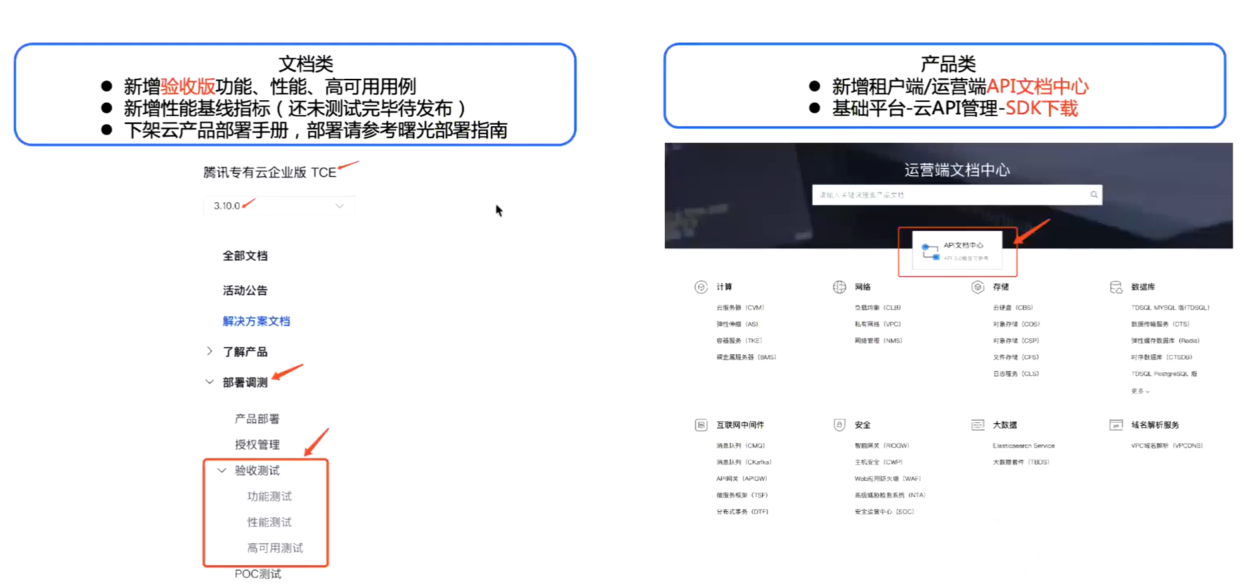 文档类
● 新增验收版功能、性能、高可用用例
● 新增性能基线指标（还未测试完毕待发布）
● 下架云产品部署手册，部署请参考曙光部署指南
腾讯专有云企业版 TCE
3.10.0
全部文档
活动公告
解决方案文档
了解产品
部署调测
产品部署
授权管理
验收测试
功能测试
性能测试
高可用测试
POC测试
产品类
● 新增租户端/运营端API文档中心
● 基础平台-云API管理-SDK下载
运营端文档中心
请输入关键词搜索产品文档
API文档中心
计算
云服务器（CVM）
弹性伸缩（AS）
容器服务（TKE）
裸金属服务器（BMS）
网络
负载均衡（CLB）
私有网络（VPC）
网络管理（NMS）
存储
云硬盘（CBS）
对象存储（COS）
对象存储（CSP）
文件存储（CFS）
日志服务（CLS）
数据库
TDSQL MYSQL 版(TDSQL)
数据传输服务（DTS）
弹性缓存数据库（Redis）
时序数据库（CTSDB）
TDSQL PostgreSQL 版
更多
互联网中间件
消息队列（CMQ）
消息队列（CKafka）
API网关（APIGW）
微服务框架（TSF）
分布式事务（DTF）
安全
智能网关（RIOGW）
主机安全（CWP）
Web应用防火墙（WAF）
高级威胁检测系统（NTA）
安全运营中心（SOC）
大数据
Elasticsearch Service
大数据套件（TBDS）
域名解析服务
VPC域名解析（VPCDNS）